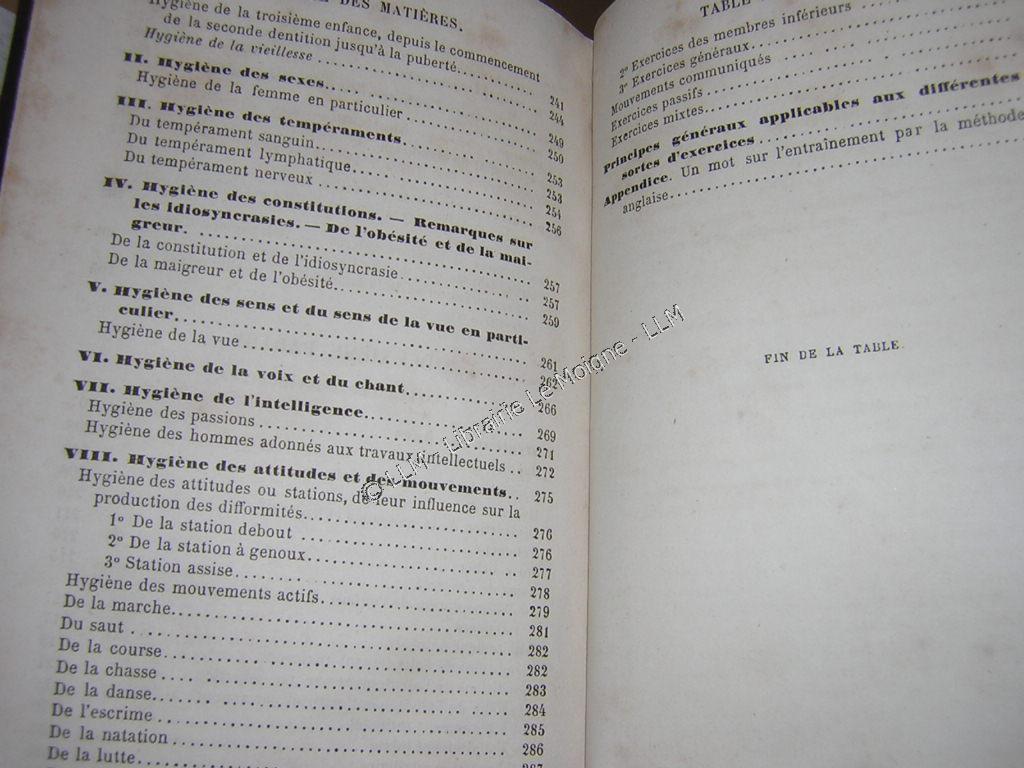 DES MATIÈRES.
Hygiène de la troisième enfance, depuis le commencement
de la seconde dentition jusqu'à la puberté........ 241
Hygiène de la vieillesse ........ 244
II. Hygiène des sexes........ 249
Hygiène de la femme en particulier ........ 250
III. Hygiène des tempéraments........ 253
Du tempérament sanguin........ 253
Du tempérament lymphatique........ 254
Du tempérament nerveux ........ 256
IV. Hygiène des constitutions. — Remarques sur
les idiosyncrasies. — De l'obésité et de la mai-
greur. ........ 257
De la constitution et de l'idiosyncrasie........ 257
De la maigreur et de l'obésité........ 259
V. Hygiène des sens et du sens de la vue en parti-
culier........ 261
Hygiène de la vue ........ 262
VI. Hygiène de la voix et du chant........ 266
VII. Hygiène de l'intelligence........ 269
Hygiène des passions ........ 271
Hygiène des hommes adonnés aux travaux intellectuels .. 272
VIII. Hygiène des attitudes et des mouvements.. 275
Hygiène des attitudes ou stations, de leur influence sur la
production des difformités........ 276
1° De la station debout ........ 276
2° De la station à genoux........ 277
3° Station assise........ 278
Hygiène des mouvements actifs........ 279
De la marche........ 281
Du saut ........ 282
De la course........ 282
De la chasse ........ 283
De la danse........ 284
De l'escrime ........ 285
De la natation ........ 286
De la lutte........ 287
TABLE
2° Exercices des membres inférieurs ........
3° Exercices généraux........
Mouvements communiqués ........
Exercices passifs ........
Exercices mixtes........
Principes généraux applicables aux différentes
sortes d'exercices........
Appendice. Un mot sur l'entraînement par la méthode
anglaise........
FIN DE LA TABLE.
© LLM - Librairie Le Moigne - LLM